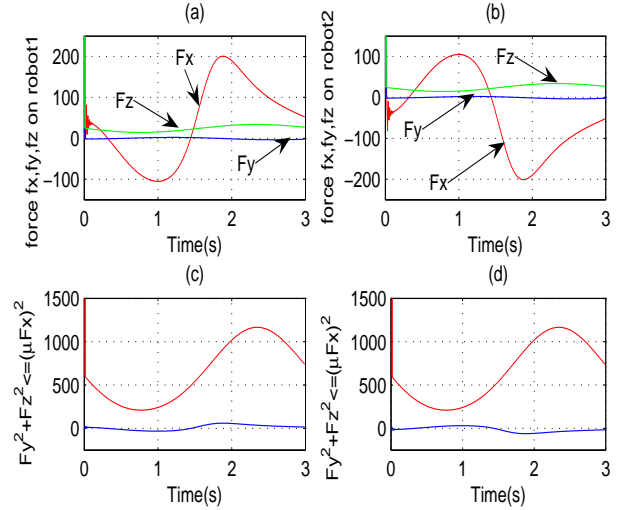 (a)
force fx,fy,fz on robot1
200
100
0
−100
Fx
Fz
Fy
0 1 2 3
Time(s)
(b)
force fx,fy,fz on robot2
100
0
−100
−200
Fz
Fy
Fx
0 1 2 3
Time(s)
(c)
Fy²+Fz²<=(μFx)²
1500
1000
500
0
0 1 2 3
Time(s)
(d)
Fy²+Fz²<=(μFx)²
1500
1000
500
0
0 1 2 3
Time(s)